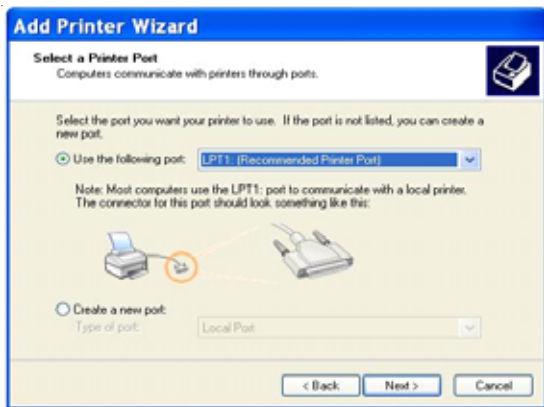 Add Printer Wizard
Select a Printer Port
Computers communicate with printers through ports.
Select the port you want your printer to use. If the port is not listed, you can create a
new port.
Use the following port:
LPT1: (Recommended Printer Port)
Note: Most computers use the LPT1: port to communicate with a local printer.
The connector for this port should look something like this:
Create a new port:
Type of port:
Local Port
< Back
Next >
Cancel